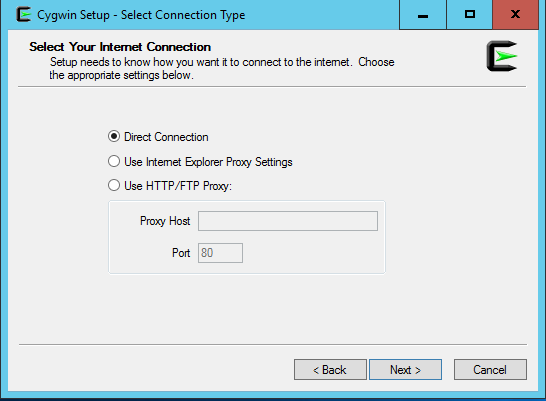 Cygwin Setup - Select Connection Type
Select Your Internet Connection
Setup needs to know how you want it to connect to the internet. Choose
the appropriate settings below.
Direct Connection
Use Internet Explorer Proxy Settings
Use HTTP/FTP Proxy:
Proxy Host
Port 80
< Back Next > Cancel